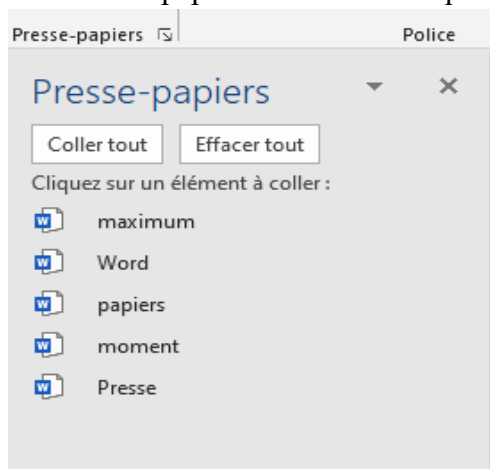 Presse-papiers Police
Presse-papiers
Coller tout Effacer tout
Cliquez sur un élément à coller :
maximum
Word
papiers
moment
Presse